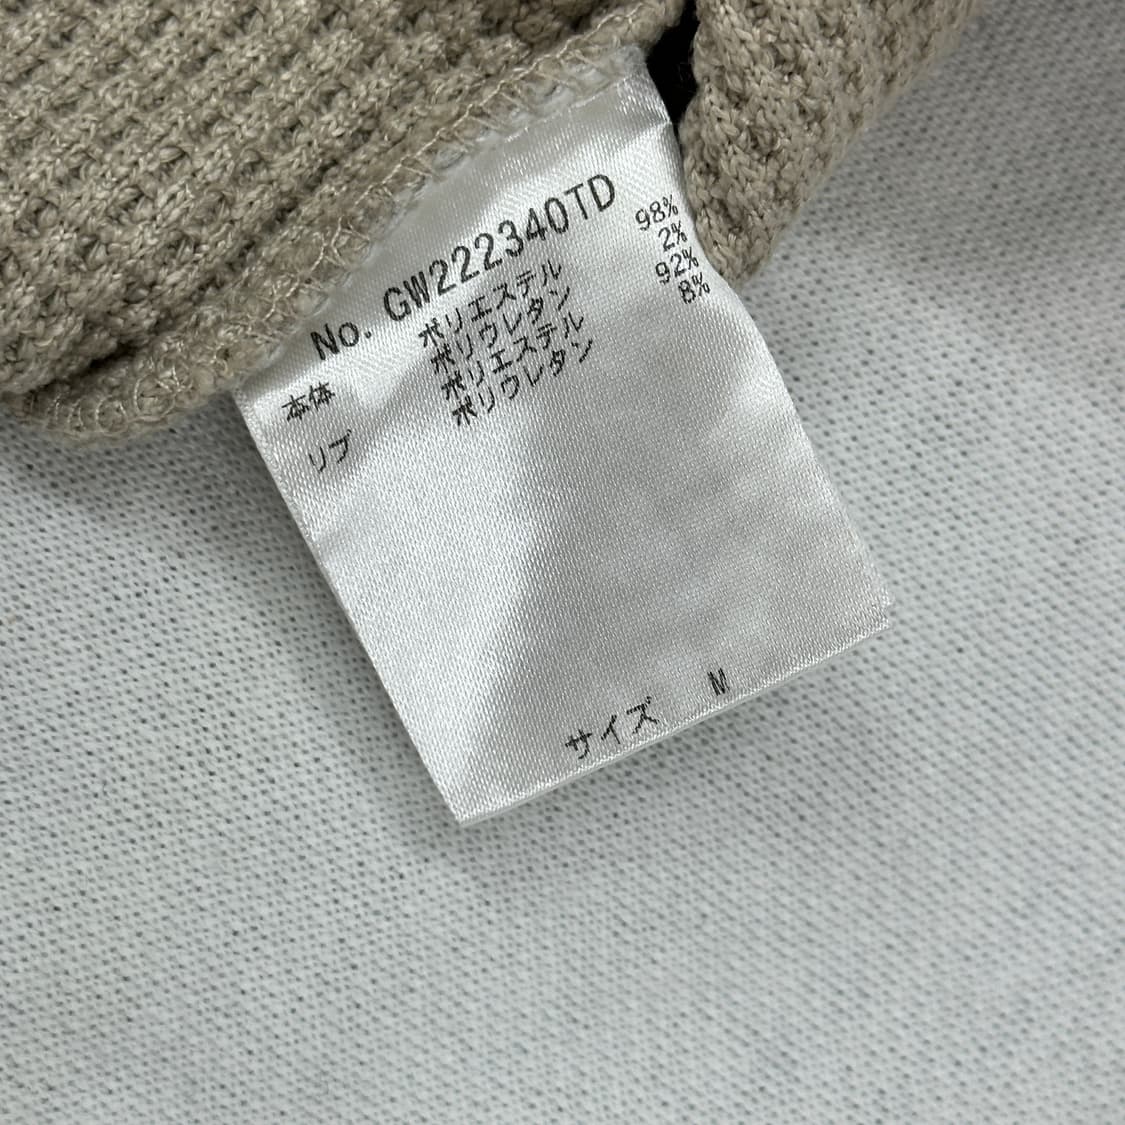 No. GW222340TD
本体 ポリエステル 98%
ポリウレタン 2%
リブ ポリエステル 92%
ポリウレタン 8%
サイズ M